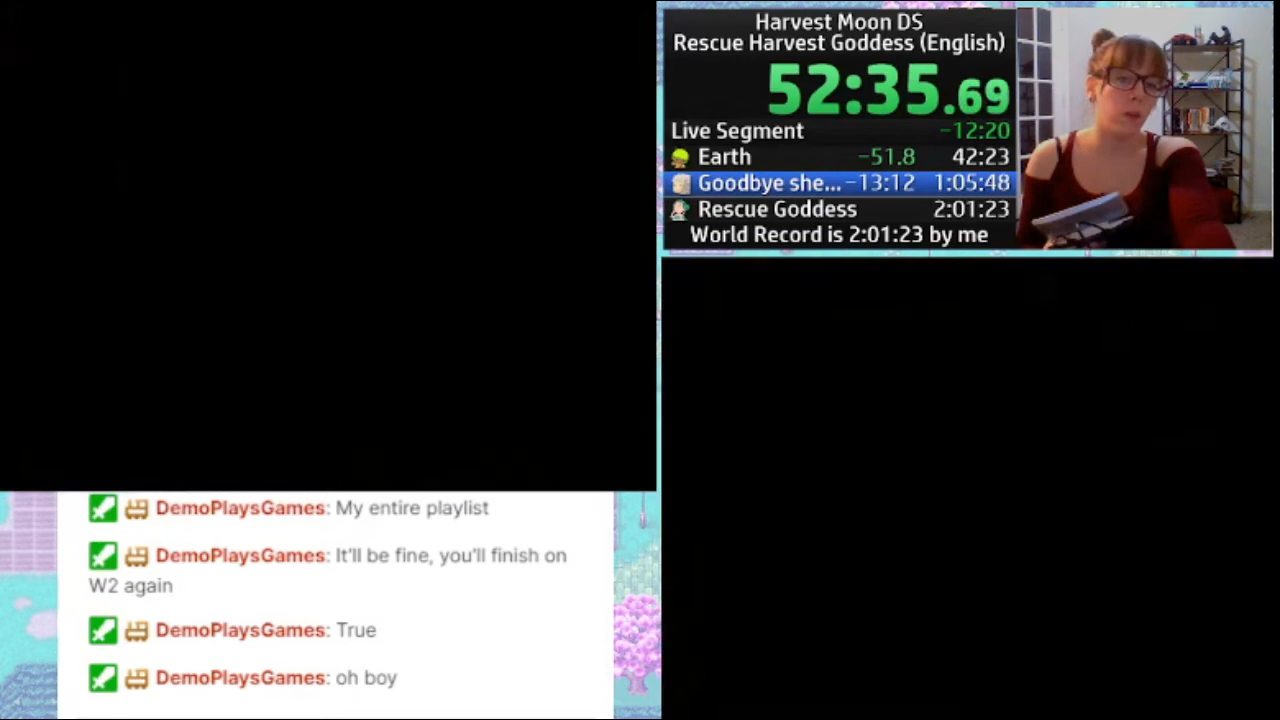 Harvest Moon DS
Rescue Harvest Goddess (English)
52:35.69
Live Segment -12:20
Earth -51.8 42:23
Goodbye she... -13:12 1:05:48
Rescue Goddess 2:01:23
World Record is 2:01:23 by me
DemoPlaysGames: My entire playlist
DemoPlaysGames: It'll be fine, you'll finish on
W2 again
DemoPlaysGames: True
DemoPlaysGames: oh boy